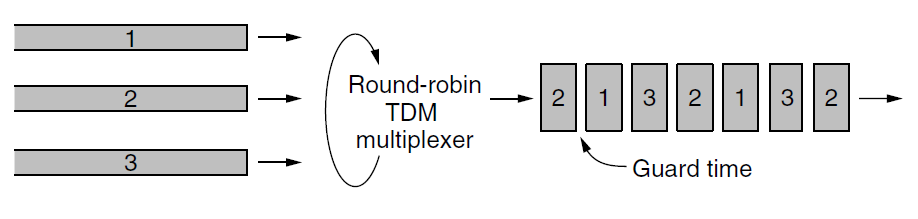 1
2
3
Round-robin
TDM
multiplexer
2 1 3 2 1 3 2
Guard time